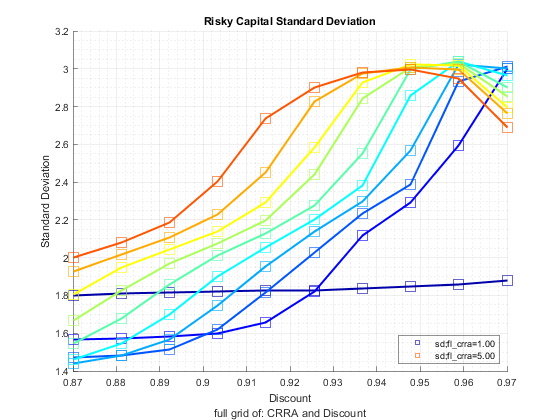 Risky Capital Standard Deviation
Standard Deviation
3.2
3
2.8
2.6
2.4
2.2
2
1.8
1.6
1.4
0.87 0.88 0.89 0.9 0.91 0.92 0.93 0.94 0.95 0.96 0.97
sd;fl_crra=1.00
sd;fl_crra=5.00
Discount
full grid of: CRRA and Discount